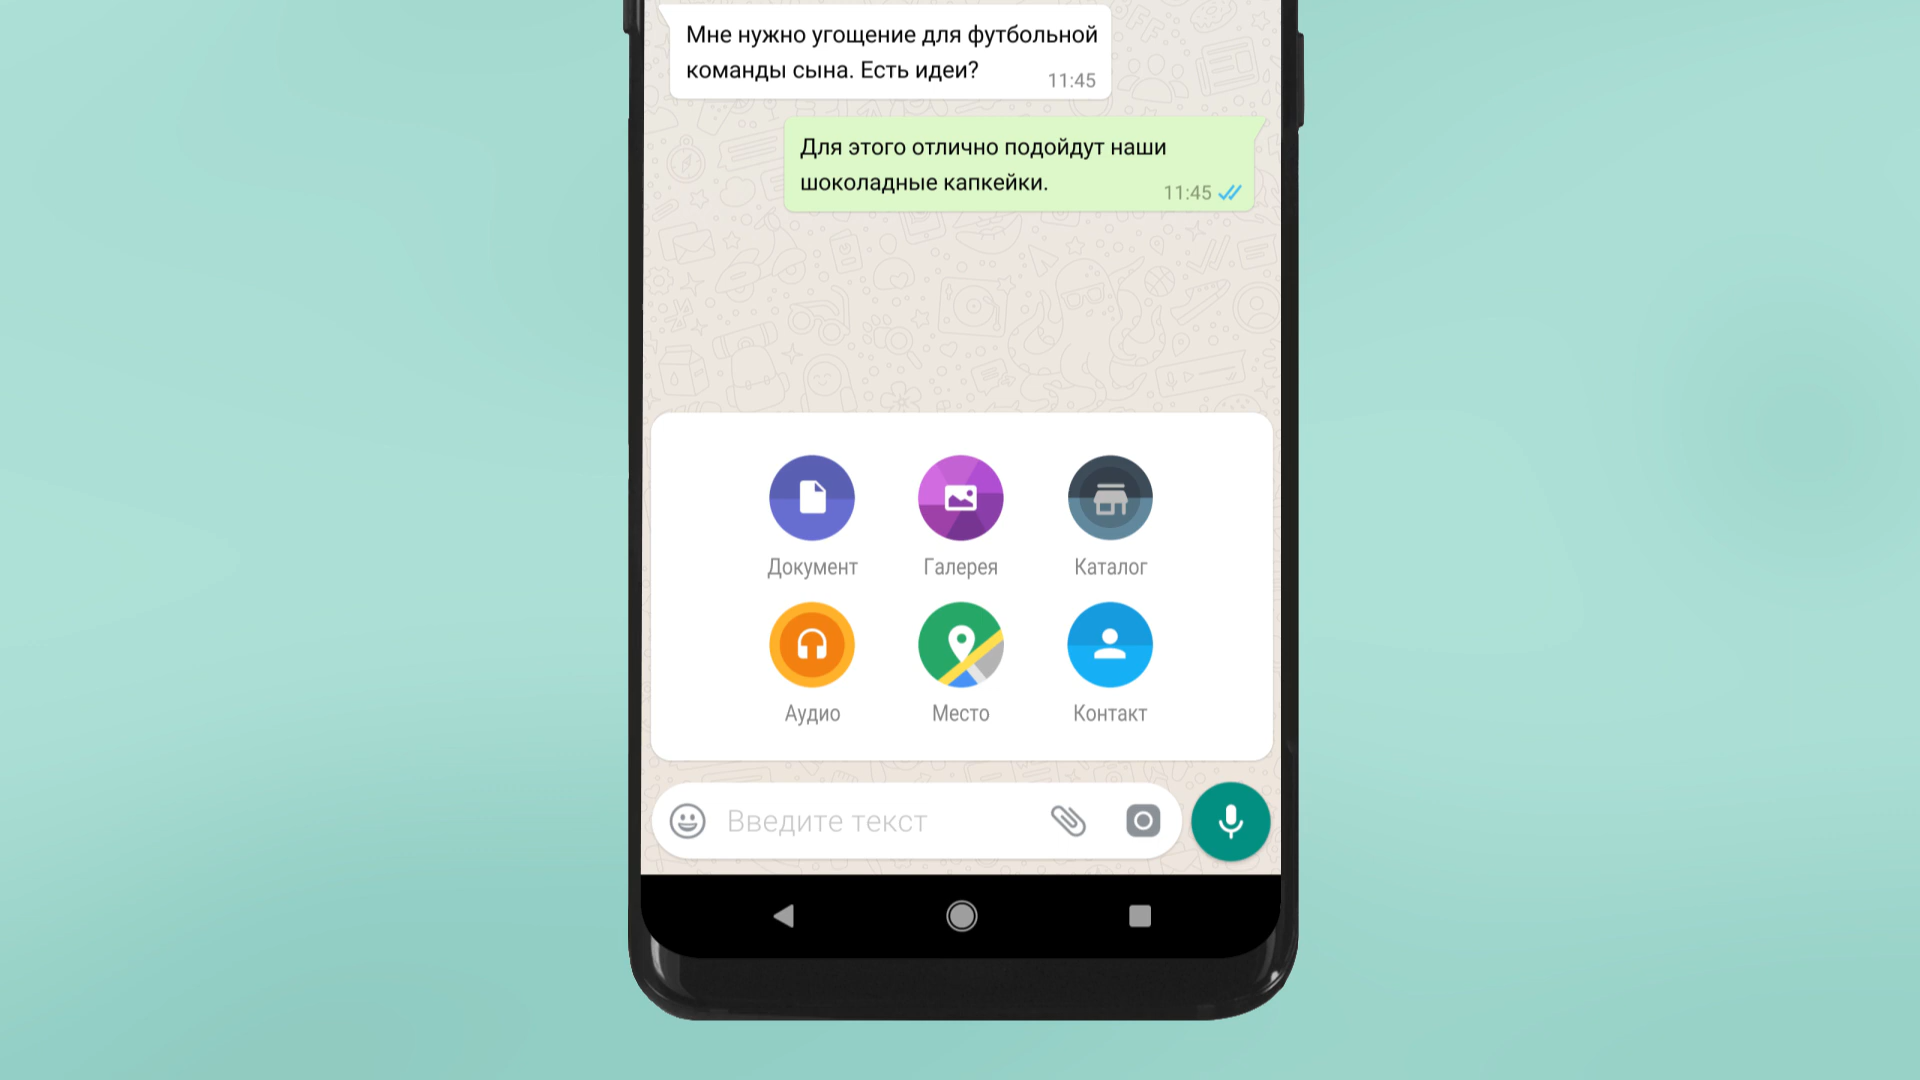 Мне нужно угощение для футбольной
команды сына. Есть идеи?
11:45
Для этого отлично подойдут наши
шоколадные капкейки.
11:45
Документ Галерея Каталог
Аудио Место Контакт
Введите текст